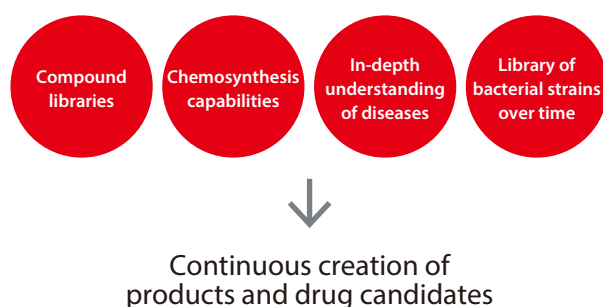 Compound
libraries
Chemosynthesis
capabilities
In-depth
understanding
of diseases
Library of
bacterial strains
over time
Continuous creation of
products and drug candidates